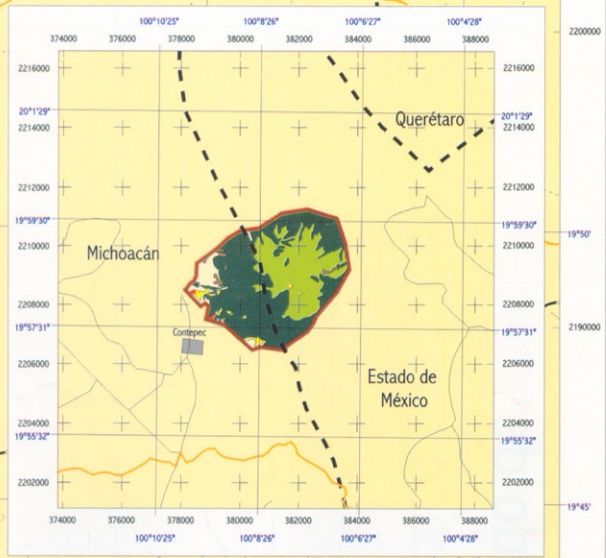 100°10'25" 100°8'26" 100°6'27" 100°4'28"
374000 376000 378000 380000 382000 384000 386000 388000
2200000
2216000 2216000
20°1'29" Querétaro 20°1'29"
2214000 2214000
2212000 2212000
19°59'30" 19°59'30"
19°50'
2210000 Michoacán 2210000
2208000 2208000
19°57'31" Contepec 19°57'31"
2190000
2206000 2206000
Estado de
México
2204000 2204000
19°55'32" 19°55'32"
2202000 2202000
19°45'
374000 376000 378000 380000 382000 384000 386000 388000
100°10'25" 100°8'26" 100°6'27" 100°4'28"